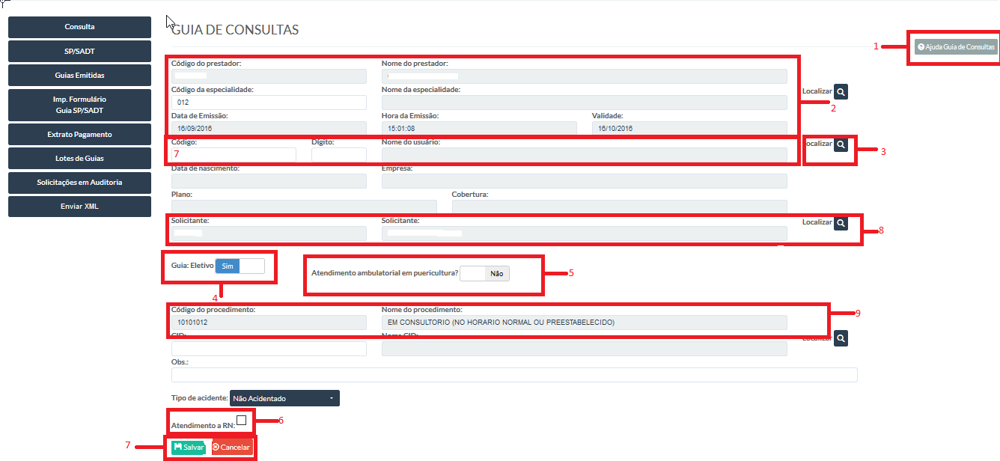 Consulta
SP/SADT
Guias Emitidas
Imp. Formulário
Guia SP/SADT
Extrato Pagamento
Lotes de Guias
Solicitações em Auditoria
Enviar XML
GUIA DE CONSULTAS
1 Ajuda Guia de Consultas
Código do prestador: Nome do prestador:
Código da especialidade: Nome da especialidade: Localizar
012
2
Data de Emissão: Hora da Emissão: Validade:
16/09/2016 15:01:08 16/10/2016
Código: Dígito: Nome do usuário: ocalizar
7 3
Data de nascimento: Empresa:
Plano: Cobertura:
Solicitante: Solicitante: Localizar
8
Guia: Eletivo Sim
Atendimento ambulatorial em puericultura? Não 5
4
Código do procedimento: Nome do procedimento: 9
10101012 EM CONSULTORIO (NO HORARIO NORMAL OU PREESTABELECIDO)
CID: Nome CID: Localizar
Obs.:
Tipo de acidente: Não Acidentado
Atendimento a RN: 6
7 Salvar Cancelar